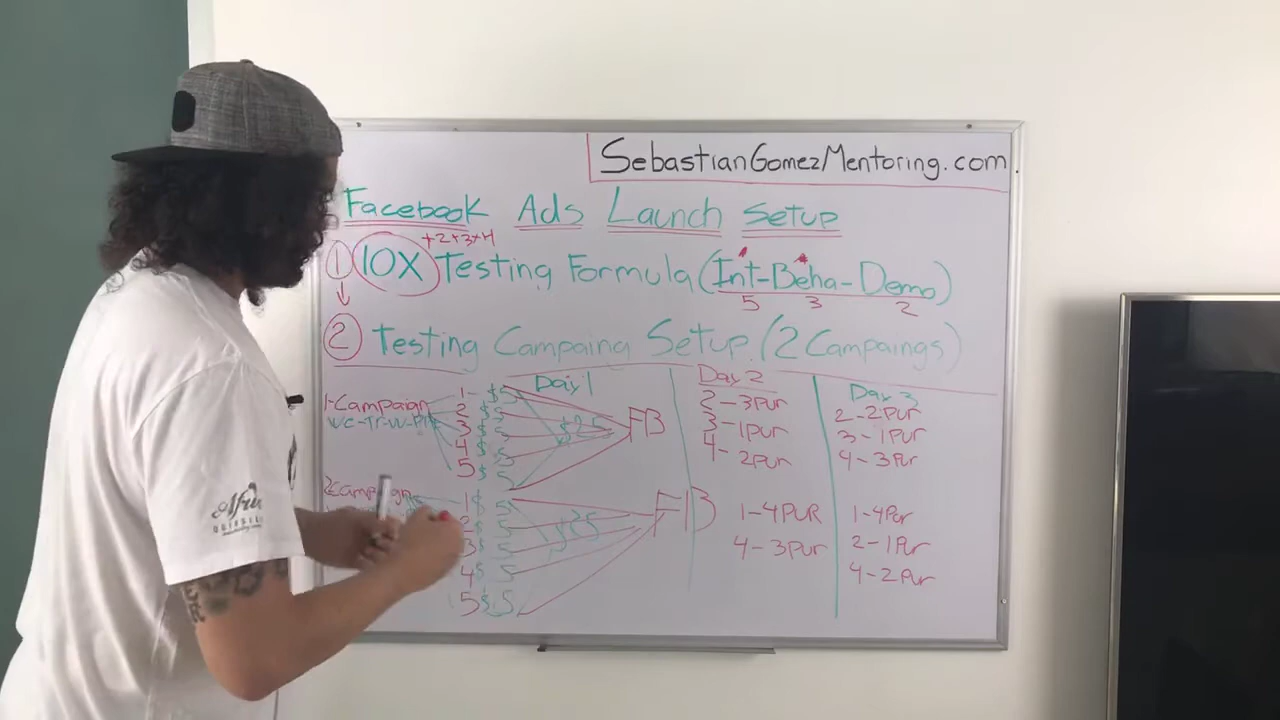 SebastianGomezMentoring.com
Facebook Ads Launch Setup
+2+3+4
1 10X Testing Formula (Int-Beha-Demo)
5 3 2
2 Testing Campaing Setup (2 Campaings)
Day 1
Day 2
Day 3
1-Campaign
1- $5
2 $5
3 $5
4 $5
5 $5
$25
FB
2-3PUR
3-1PUR
4-2PUR
2-2PUR
3-1PUR
4-3PUR
2-Campaign
1 $5
2 $5
3 $5
4 $5
5 $5
$25
FB
1-4PUR
4-3PUR
1-4PUR
2-1PUR
4-2PUR